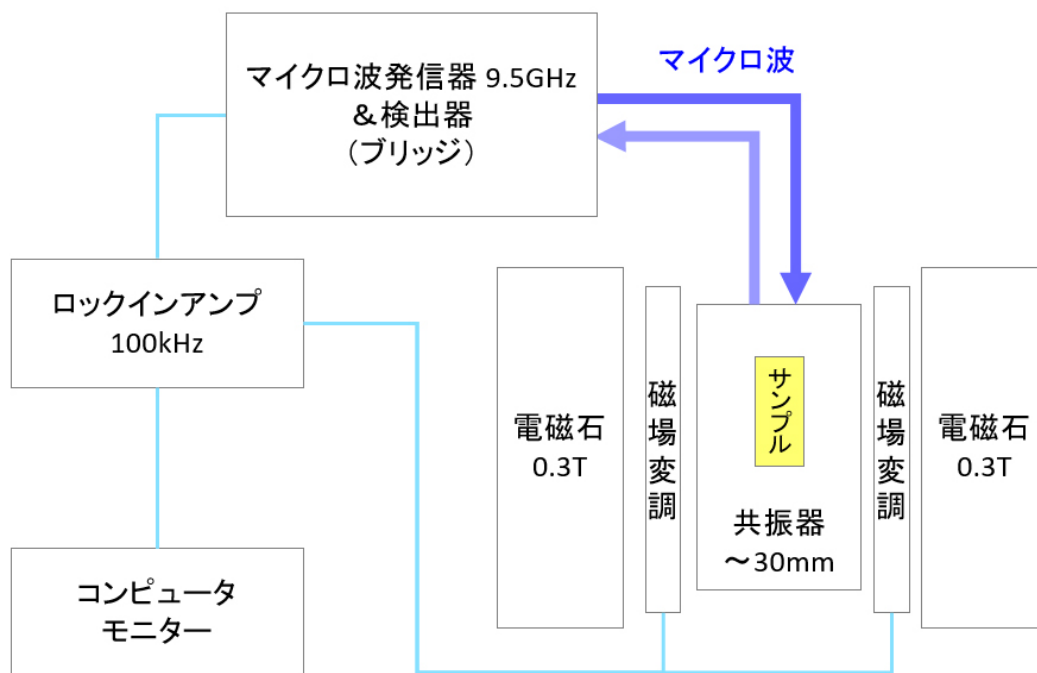 マイクロ波発信器 9.5GHz
＆検出器
（ブリッジ）
マイクロ波
ロックインアンプ
100kHz
電磁石
0.3T
磁場変調
サンプル
共振器
～30mm
磁場変調
電磁石
0.3T
コンピュータ
モニター